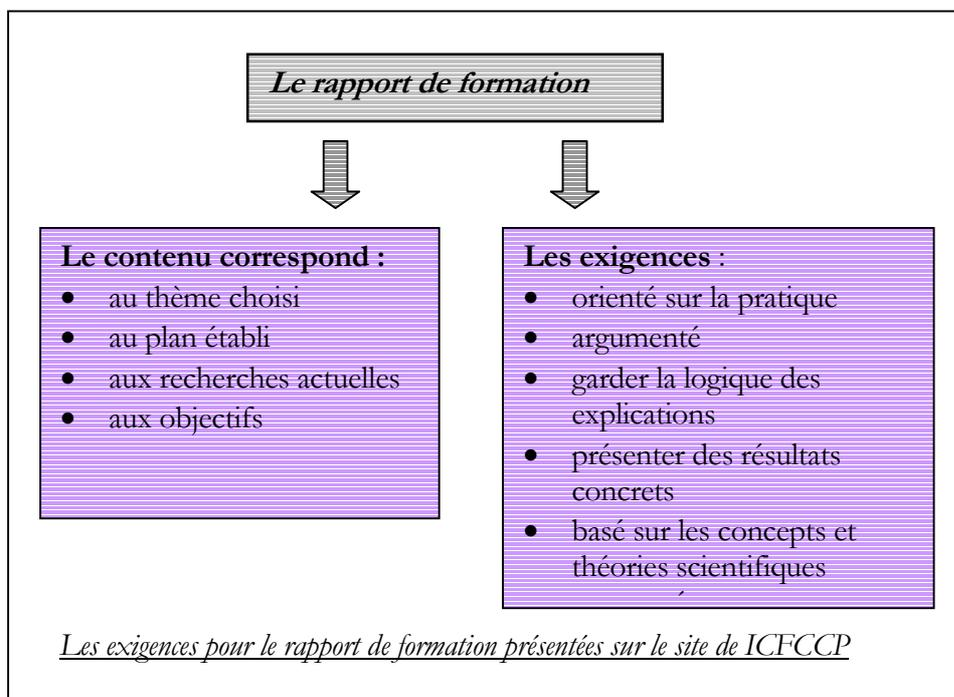 Le rapport de formation
Le contenu correspond :
• au thème choisi
• au plan établi
• aux recherches actuelles
• aux objectifs
Les exigences :
• orienté sur la pratique
• argumenté
• garder la logique des
explications
• présenter des résultats
concrets
• basé sur les concepts et
théories scientifiques
Les exigences pour le rapport de formation présentées sur le site de ICFCCP